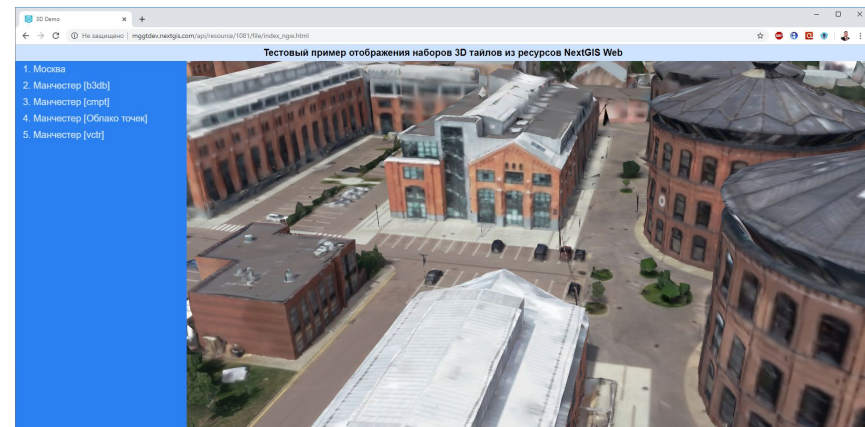 3D Demo
Не защищено | mggtdev.nextgis.com/api/resource/1081/file/index_ngw.html
Тестовый пример отображения наборов 3D тайлов из ресурсов NextGIS Web
1. Москва
2. Манчестер [b3db]
3. Манчестер [cmpt]
4. Манчестер [Облако точек]
5. Манчестер [vctr]